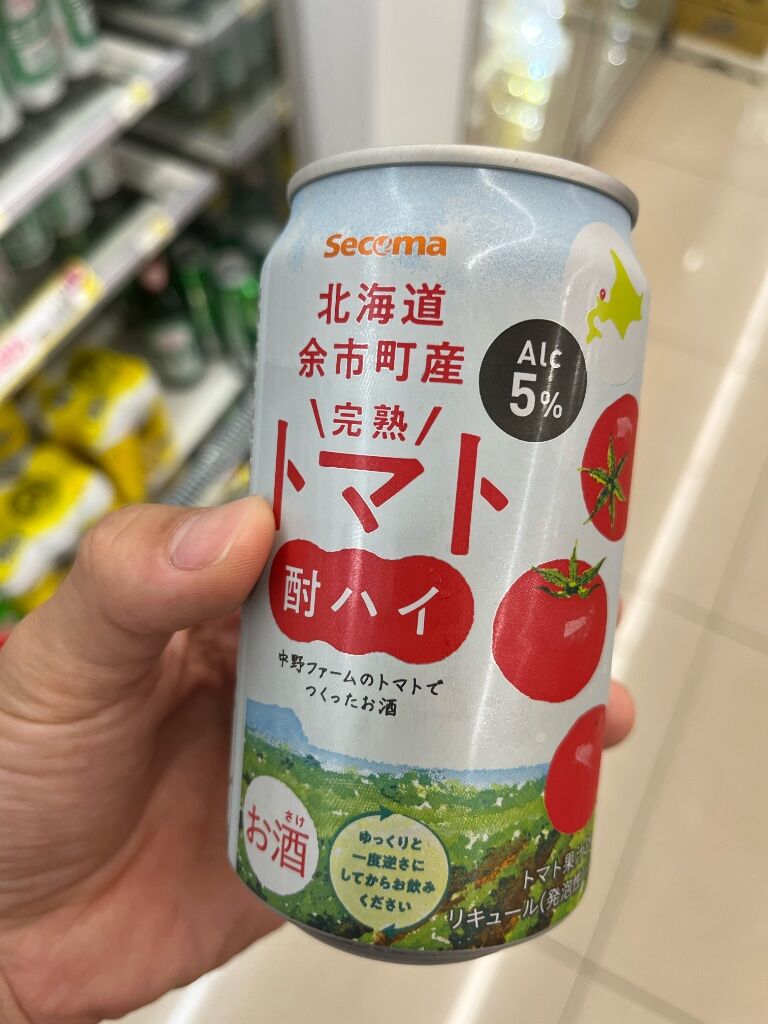 Secoma
北海道
余市町産
Alc
5%
完熟
トマト
酎ハイ
中野ファームのトマトで
つくったお酒
さけ
お酒
ゆっくりと
一度逆さに
してからお飲み
ください
トマト果汁
リキュール(発泡性